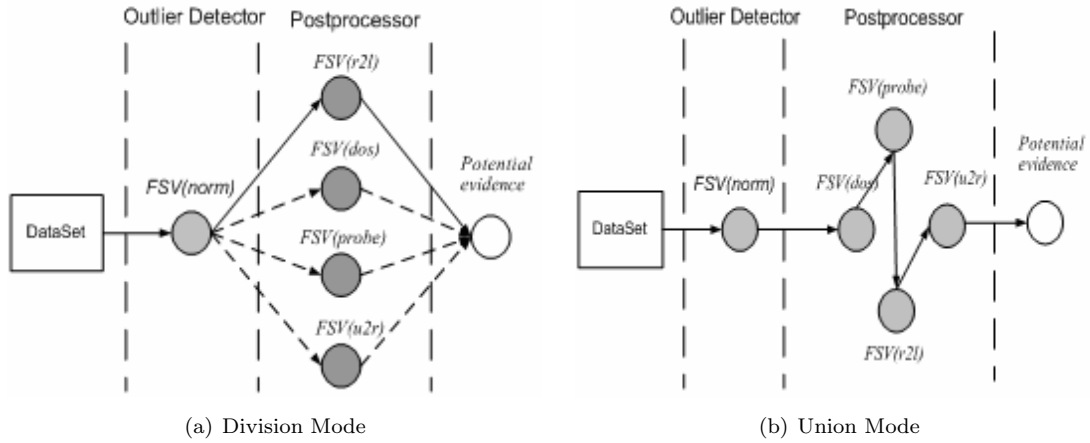 Outlier Detector
Postprocessor
FSV(r2l)
FSV(dos)
FSV(norm)
Potential
evidence
DataSet
FSV(probe)
FSV(u2r)
(a) Division Mode
Outlier Detector
Postprocessor
FSV(probe)
Potential
evidence
FSV(norm)
FSV(dos)
FSV(u2r)
DataSet
FSV(r2l)
(b) Union Mode